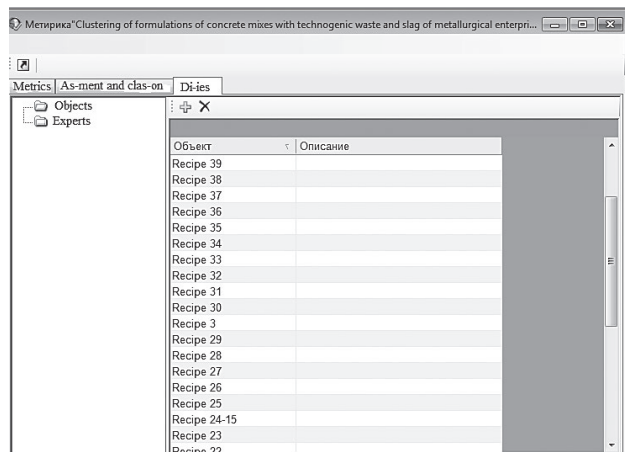 Метирика"Clustering of formulations of concrete mixes with technogenic waste and slag of metallurgical enterpri...
Metrics As-ment and clas-on Di-ies
Objects
Experts
Объект Описание
Recipe 39
Recipe 38
Recipe 37
Recipe 36
Recipe 35
Recipe 34
Recipe 33
Recipe 32
Recipe 31
Recipe 30
Recipe 3
Recipe 29
Recipe 28
Recipe 27
Recipe 26
Recipe 25
Recipe 24-15
Recipe 23
Recipe 22